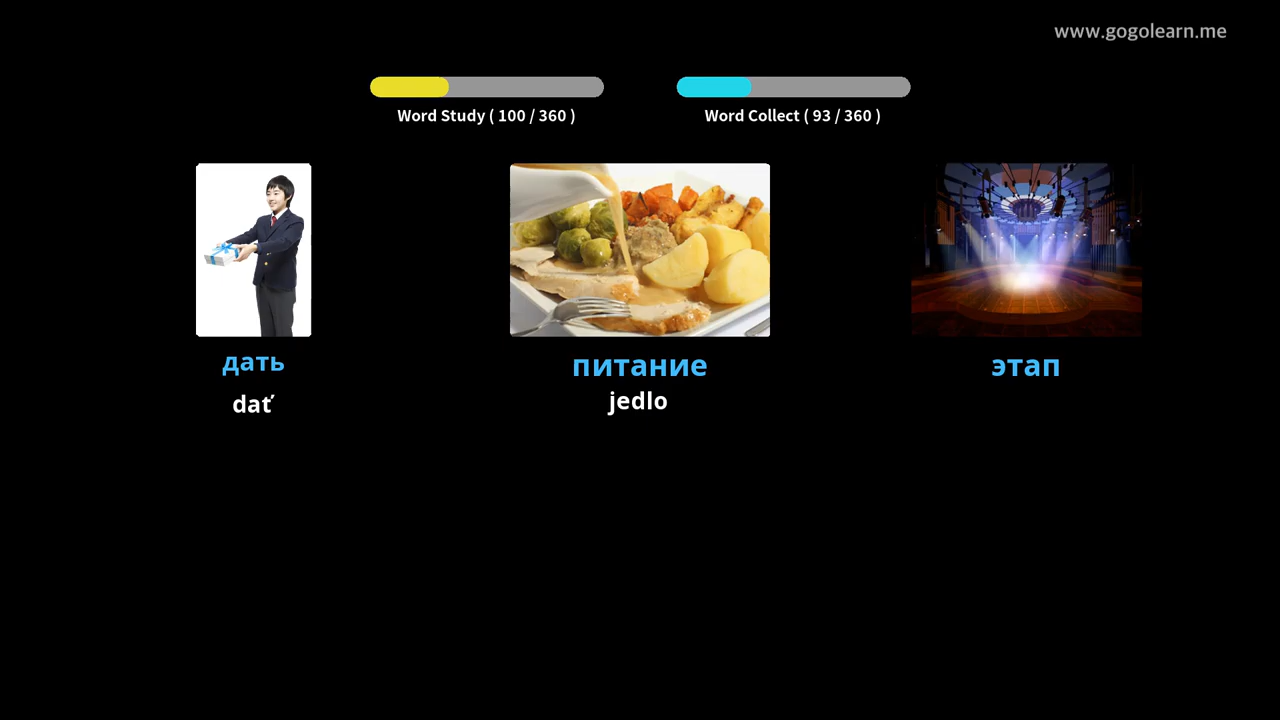 www.gogolearn.me
Word Study ( 100 / 360 )
Word Collect ( 93 / 360 )
дать
питание
этап
dať
jedlo